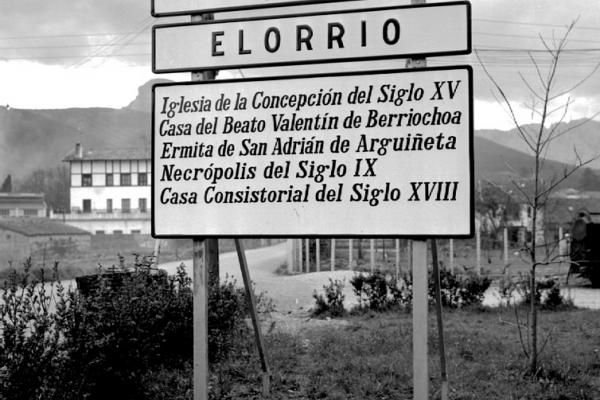 ELORRIO
Iglesia de la Concepción del Siglo XV
Casa del Beato Valentín de Berriochoa
Ermita de San Adrián de Arguiñeta
Necrópolis del Siglo IX
Casa Consistorial del Siglo XVIII